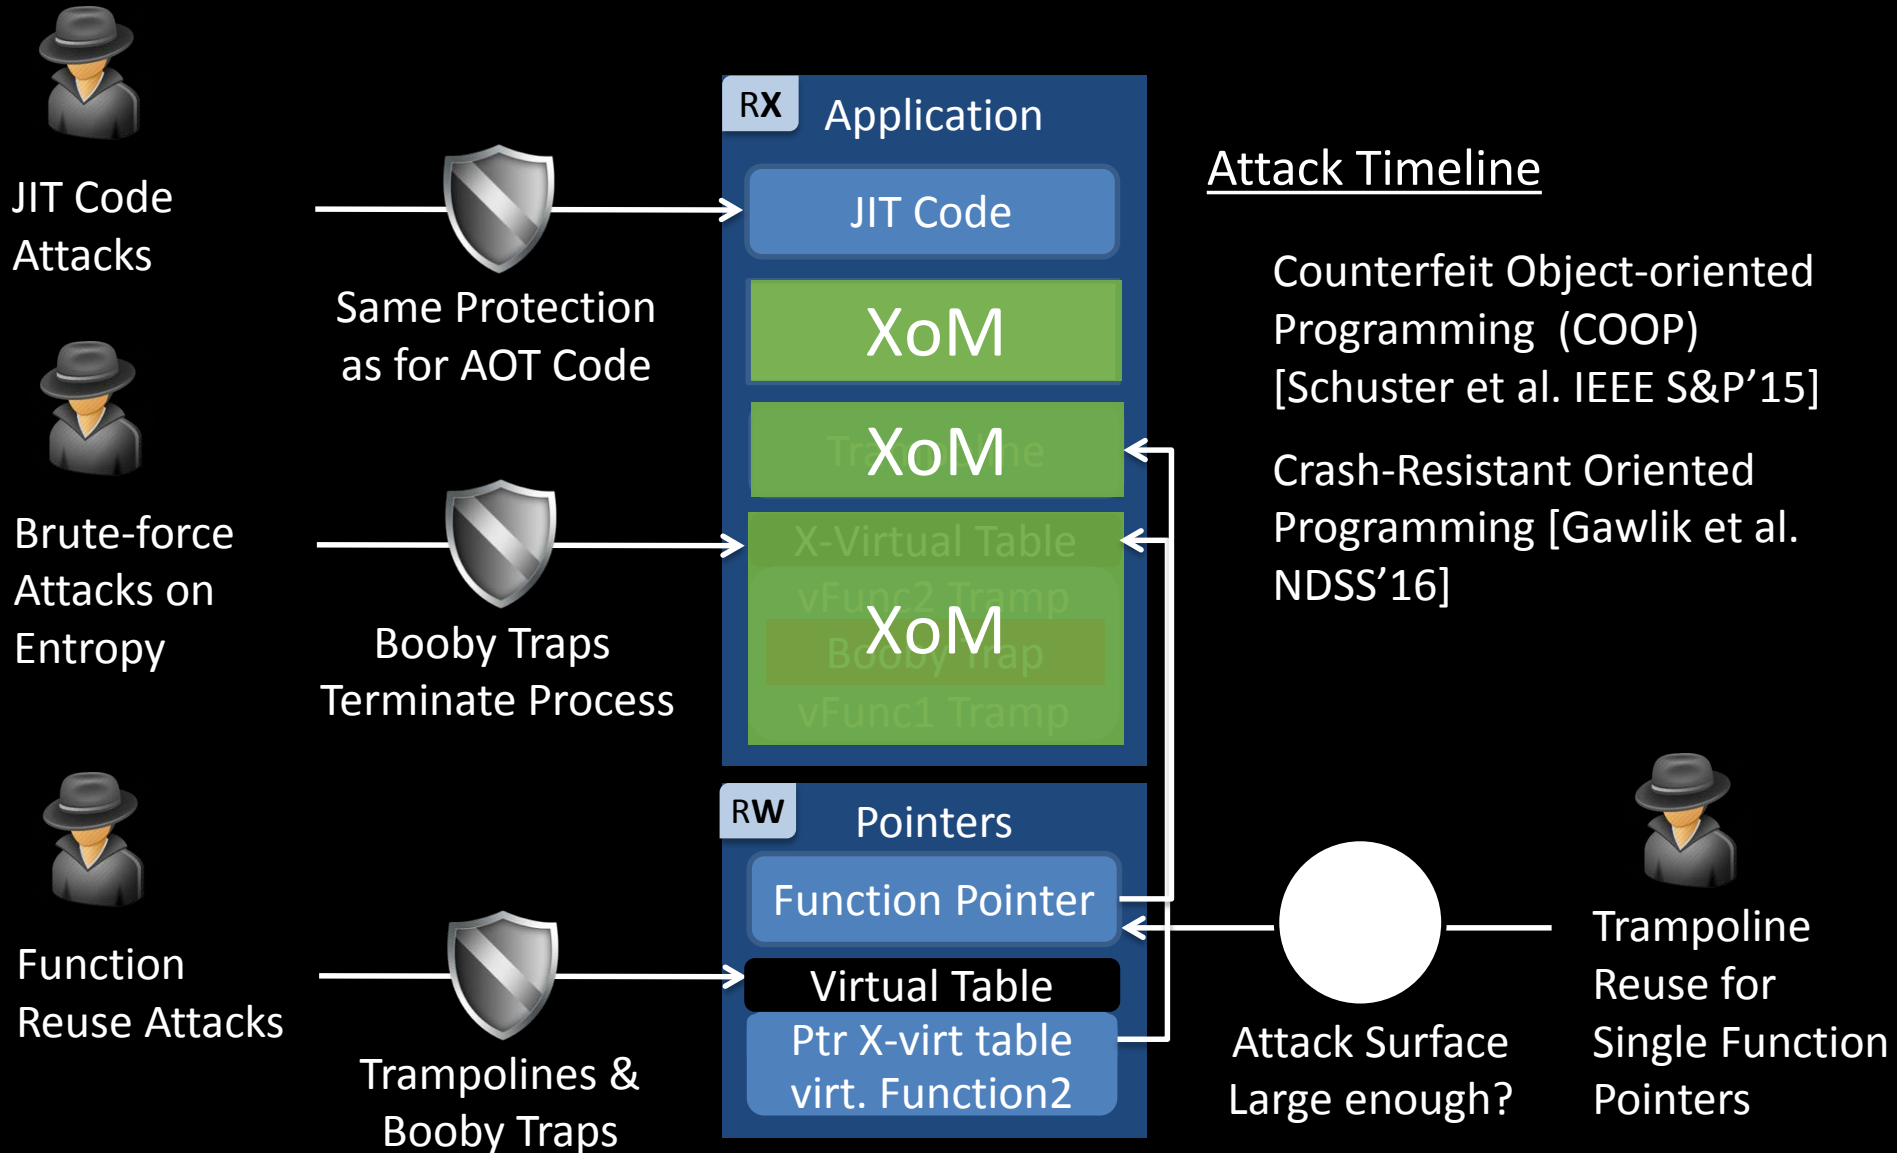 JIT Code
Attacks
Same Protection
as for AOT Code
Brute-force
Attacks on
Entropy
Booby Traps
Terminate Process
Function
Reuse Attacks
Trampolines &
Booby Traps
RX
Application
JIT Code
XoM
Trampoline
XoM
X-Virtual Table
vFunc2 Tramp
XoM
Booby Trap
vFunc1 Tramp
RW
Pointers
Function Pointer
Virtual Table
Ptr X-virt table
virt. Function2
Attack Timeline
Counterfeit Object-oriented
Programming (COOP)
[Schuster et al. IEEE S&P’15]
Crash-Resistant Oriented
Programming [Gawlik et al.
NDSS’16]
Attack Surface
Large enough?
Trampoline
Reuse for
Single Function
Pointers